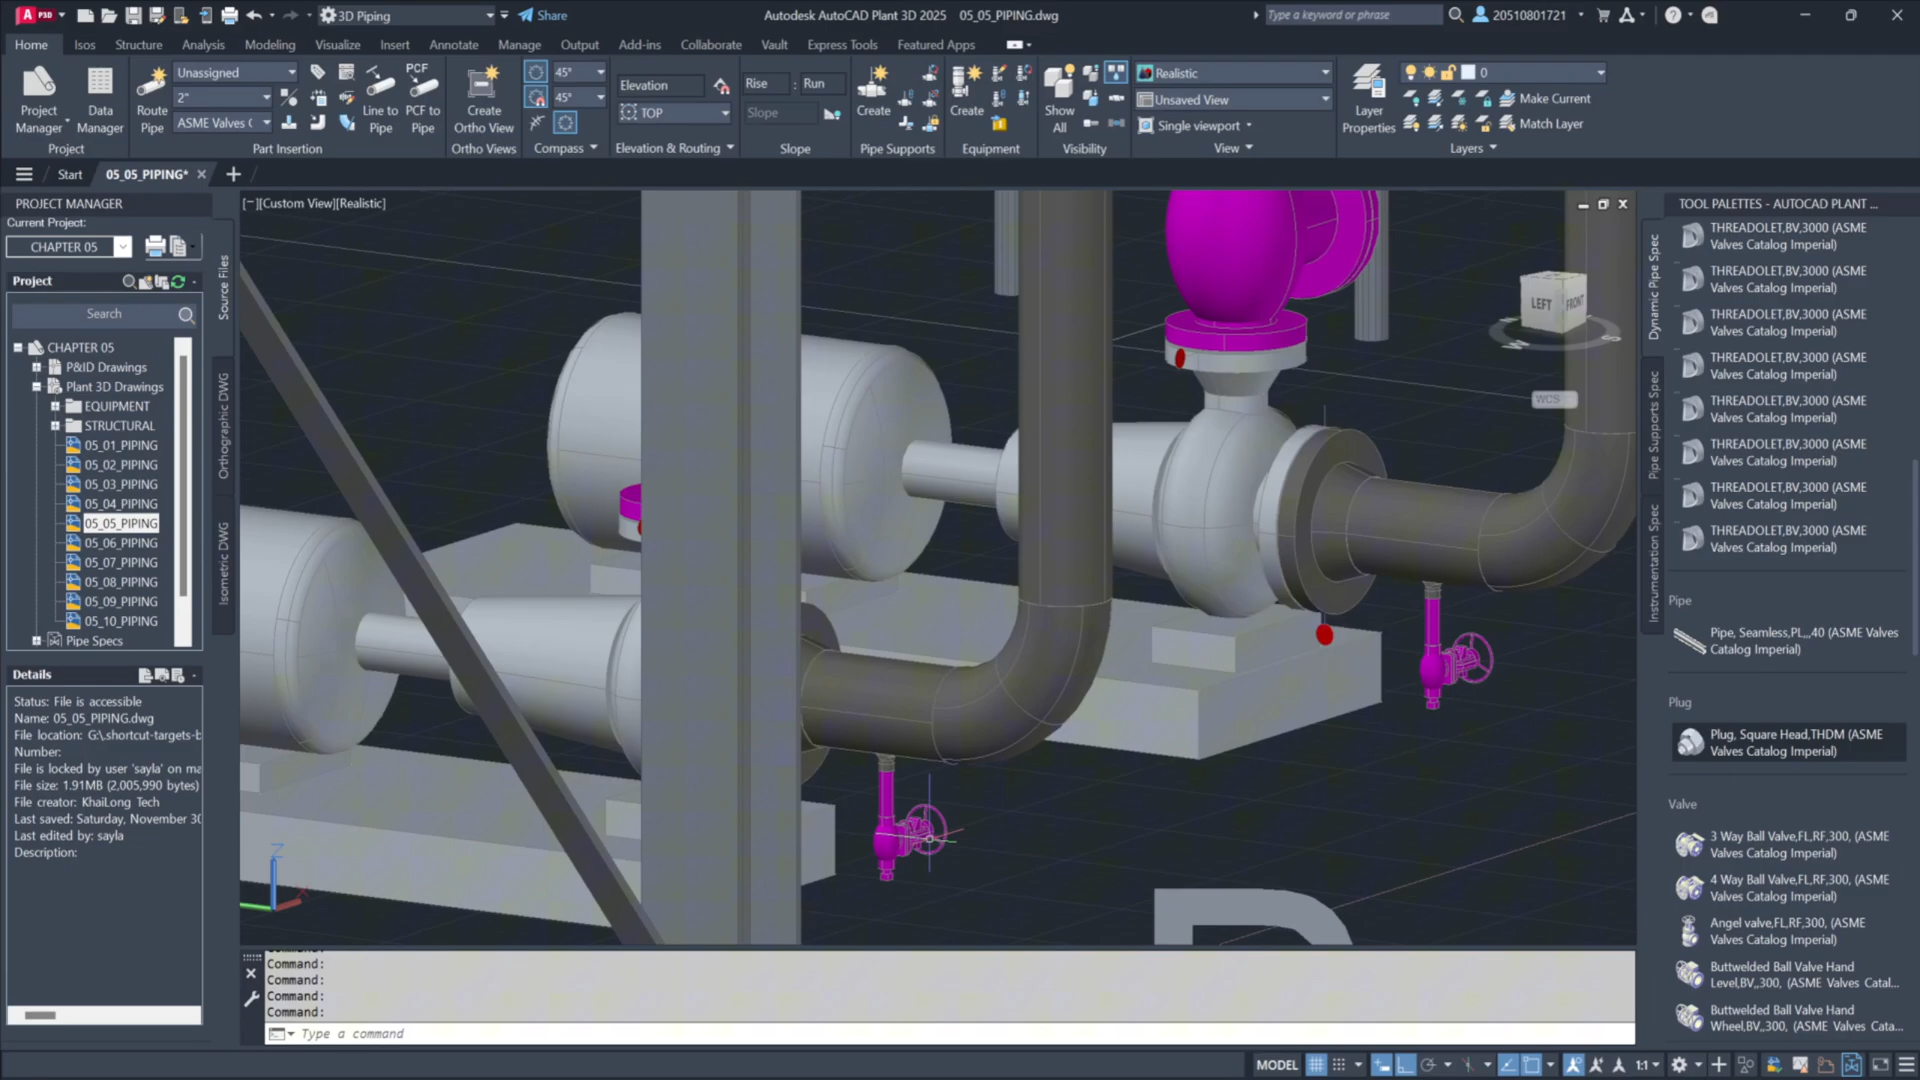 A P3D
3D Piping
Share
Autodesk AutoCAD Plant 3D 2025 05_05_PIPING.dwg
Type a keyword or phrase
20510801721
Home Isos Structure Analysis Modeling Visualize Insert Annotate Manage Output Add-ins Collaborate Vault Express Tools Featured Apps
Project Manager
Data Manager
Project
Route Pipe
Unassigned
2"
ASME Valves (
Line to Pipe
PCF
PCF to Pipe
Part Insertion
Create Ortho View
Ortho Views
45°
45°
Compass
Elevation
TOP
Elevation & Routing
Rise : Run
Slope
Slope
Create
Pipe Supports
Create
Equipment
Show All
Visibility
Realistic
Unsaved View
Single viewport
View
Layer Properties
0
Make Current
Match Layer
Layers
Start
05_05_PIPING*
PROJECT MANAGER
Current Project:
CHAPTER 05
Project
Search
CHAPTER 05
P&ID Drawings
Plant 3D Drawings
EQUIPMENT
STRUCTURAL
05_01_PIPING
05_02_PIPING
05_03_PIPING
05_04_PIPING
05_05_PIPING
05_06_PIPING
05_07_PIPING
05_08_PIPING
05_09_PIPING
05_10_PIPING
Pipe Specs
Source Files
Orthographic DWG
Isometric DWG
Details
Status: File is accessible
Name: 05_05_PIPING.dwg
File location: G:\.shortcut-targets-b
Number:
File is locked by user 'sayla' on ma
File size: 1.91MB (2,005,990 bytes)
File creator: KhaiLong Tech
Last saved: Saturday, November 30
Last edited by: sayla
Description:
[−][Custom View][Realistic]
LEFT
FRONT
W
S
WCS
Z
Command:
Command:
Command:
Command:
Command:
Type a command
TOOL PALETTES - AUTOCAD PLANT ...
Dynamic Pipe Spec
Pipe Supports Spec
Instrumentation Spec
THREADOLET,BV,3000 (ASME
Valves Catalog Imperial)
THREADOLET,BV,3000 (ASME
Valves Catalog Imperial)
THREADOLET,BV,3000 (ASME
Valves Catalog Imperial)
THREADOLET,BV,3000 (ASME
Valves Catalog Imperial)
THREADOLET,BV,3000 (ASME
Valves Catalog Imperial)
THREADOLET,BV,3000 (ASME
Valves Catalog Imperial)
THREADOLET,BV,3000 (ASME
Valves Catalog Imperial)
THREADOLET,BV,3000 (ASME
Valves Catalog Imperial)
Pipe
Pipe, Seamless,PL,,,40 (ASME Valves
Catalog Imperial)
Plug
Plug, Square Head,THDM (ASME
Valves Catalog Imperial)
Valve
3 Way Ball Valve,FL,RF,300, (ASME
Valves Catalog Imperial)
4 Way Ball Valve,FL,RF,300, (ASME
Valves Catalog Imperial)
Angel valve,FL,RF,300, (ASME
Valves Catalog Imperial)
Buttwelded Ball Valve Hand
Level,BV,,300, (ASME Valves Catal...
Buttwelded Ball Valve Hand
Wheel,BV,,300, (ASME Valves Cata...
MODEL
1:1